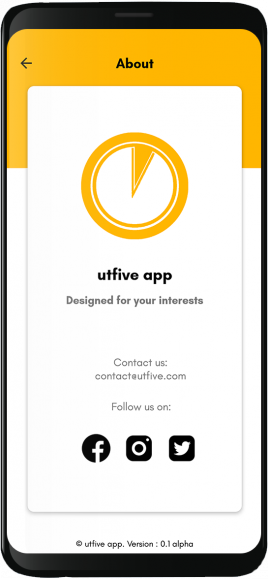 About
utfive app
Designed for your interests
Contact us:
contact@utfive.com
Follow us on:
© utfive app. Version : 0.1 alpha